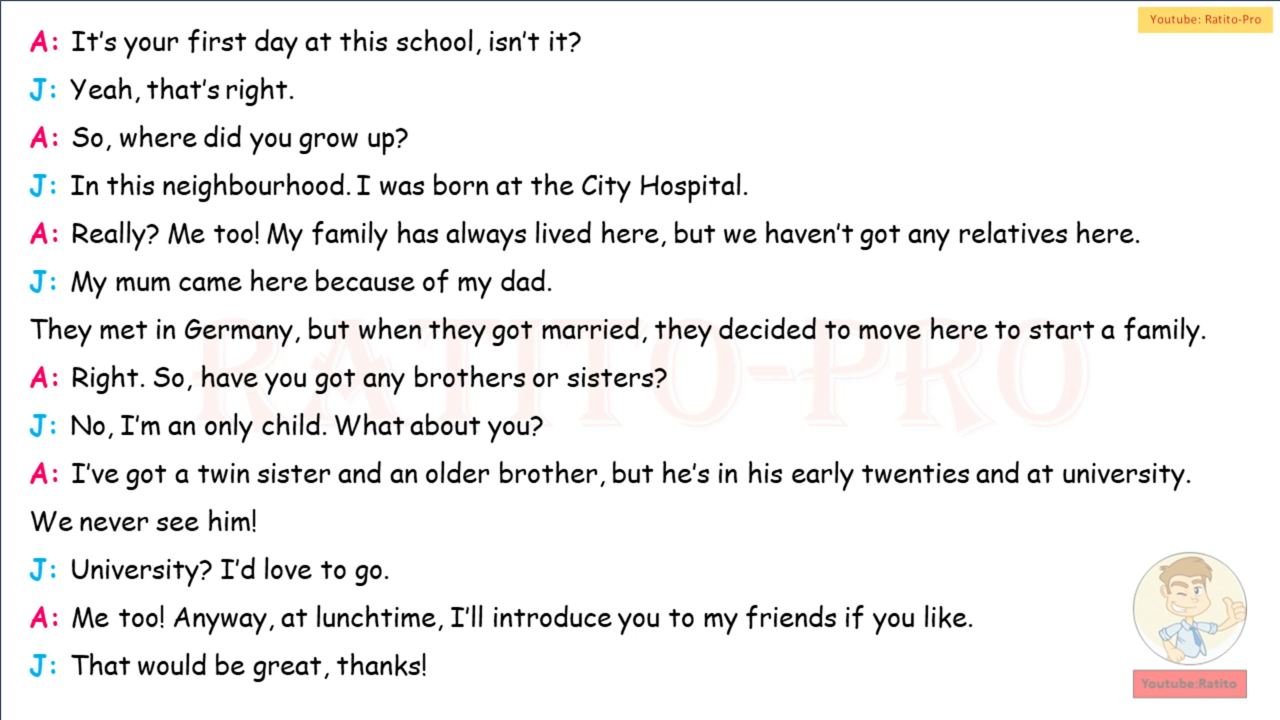 Youtube: Ratito-Pro
A: It's your first day at this school, isn't it?
J: Yeah, that's right.
A: So, where did you grow up?
J: In this neighbourhood. I was born at the City Hospital.
A: Really? Me too! My family has always lived here, but we haven't got any relatives here.
J: My mum came here because of my dad.
They met in Germany, but when they got married, they decided to move here to start a family.
RATITO-PRO
A: Right. So, have you got any brothers or sisters?
J: No, I'm an only child. What about you?
A: I've got a twin sister and an older brother, but he's in his early twenties and at university.
We never see him!
J: University? I'd love to go.
A: Me too! Anyway, at lunchtime, I'll introduce you to my friends if you like.
J: That would be great, thanks!
Youtube:Ratito